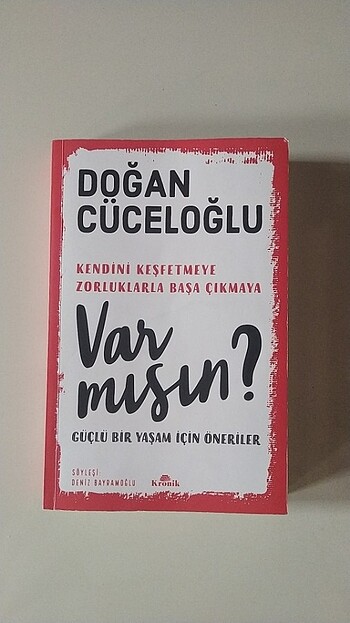 DOĞAN
CÜCELOĞLU
KENDİNİ KEŞFETMEYE
ZORLUKLARLA BAŞA ÇIKMAYA
Var
mısın?
GÜÇLÜ BİR YAŞAM İÇİN ÖNERİLER
SÖYLEŞİ
DENİZ BAYRAMOĞLU
Kronik